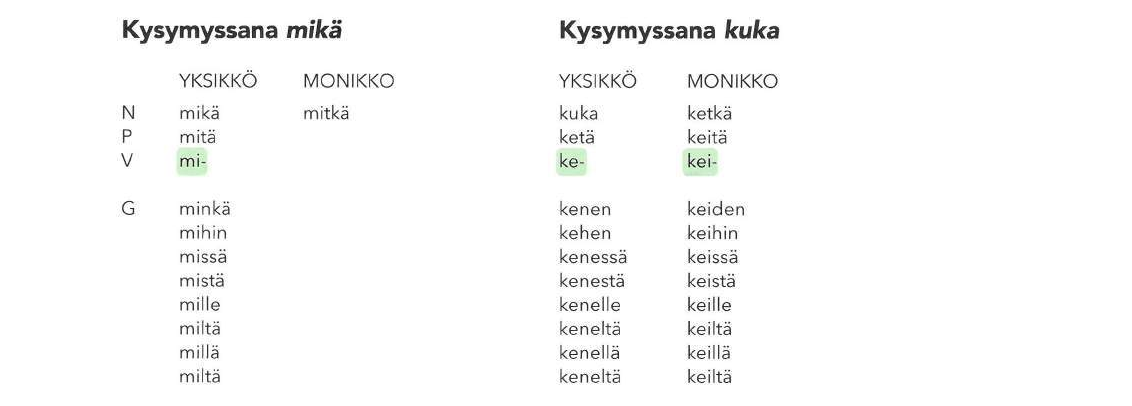 Kysymyssana mikä
YKSIKKÖ MONIKKO
N mikä mitkä
P mitä
V mi-
G minkä
mihin
missä
mistä
mille
miltä
millä
miltä
Kysymyssana kuka
YKSIKKÖ MONIKKO
kuka ketkä
ketä keitä
ke- kei-
kenen keiden
kehen keihin
kenessä keissä
kenestä keistä
kenelle keille
keneltä keiltä
kenellä keillä
keneltä keiltä